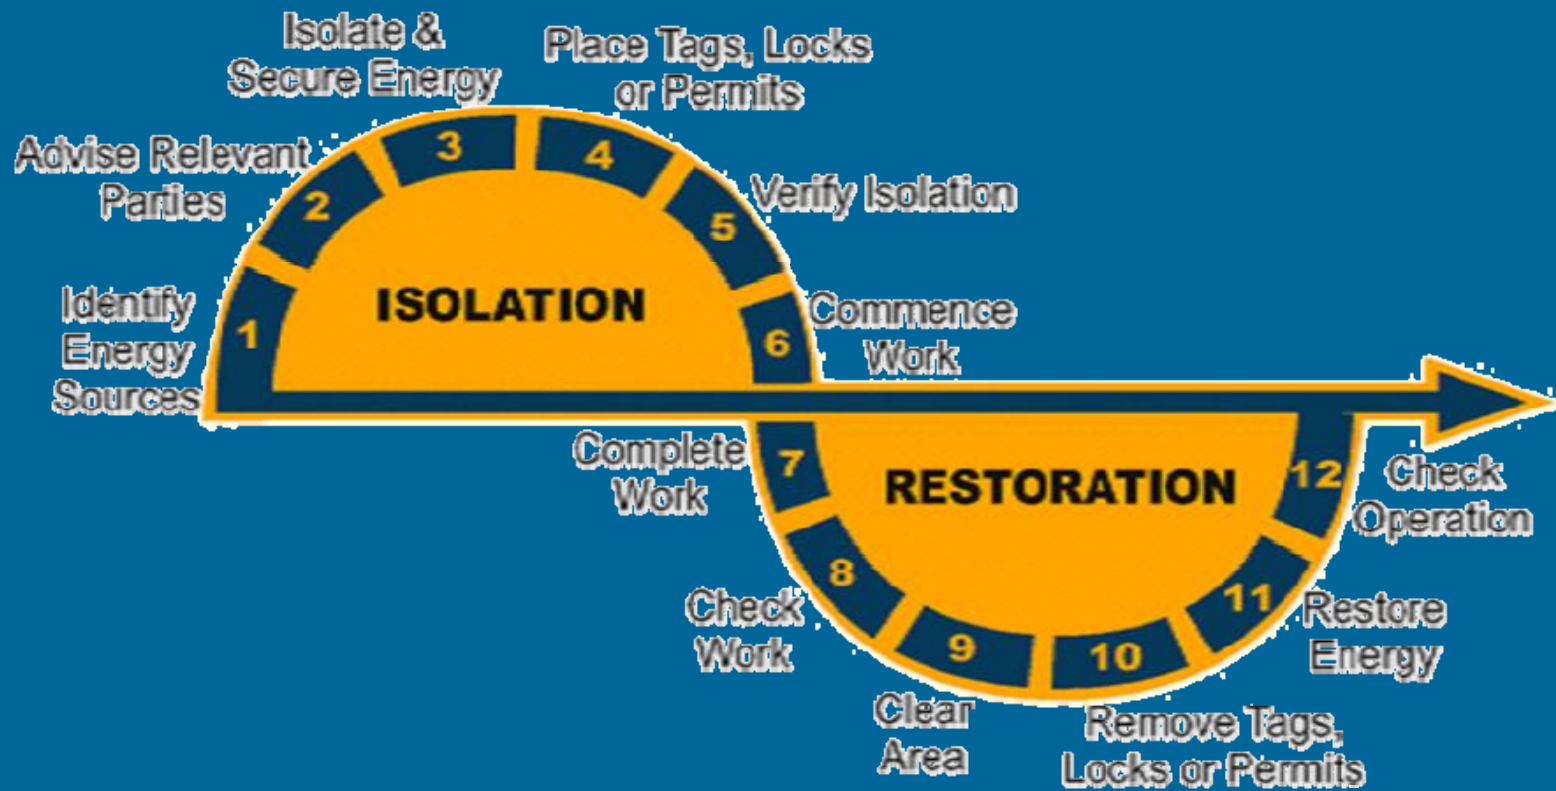 Isolate &
Secure Energy
Place Tags, Locks
or Permits
Advise Relevant
Parties
Verify Isolation
Identify
Energy
Sources
Commence
Work
1
2
3
4
5
6
ISOLATION
Complete
Work
7
8
9
10
11
12
RESTORATION
Check
Operation
Check
Work
Restore
Energy
Clear
Area
Remove Tags,
Locks or Permits